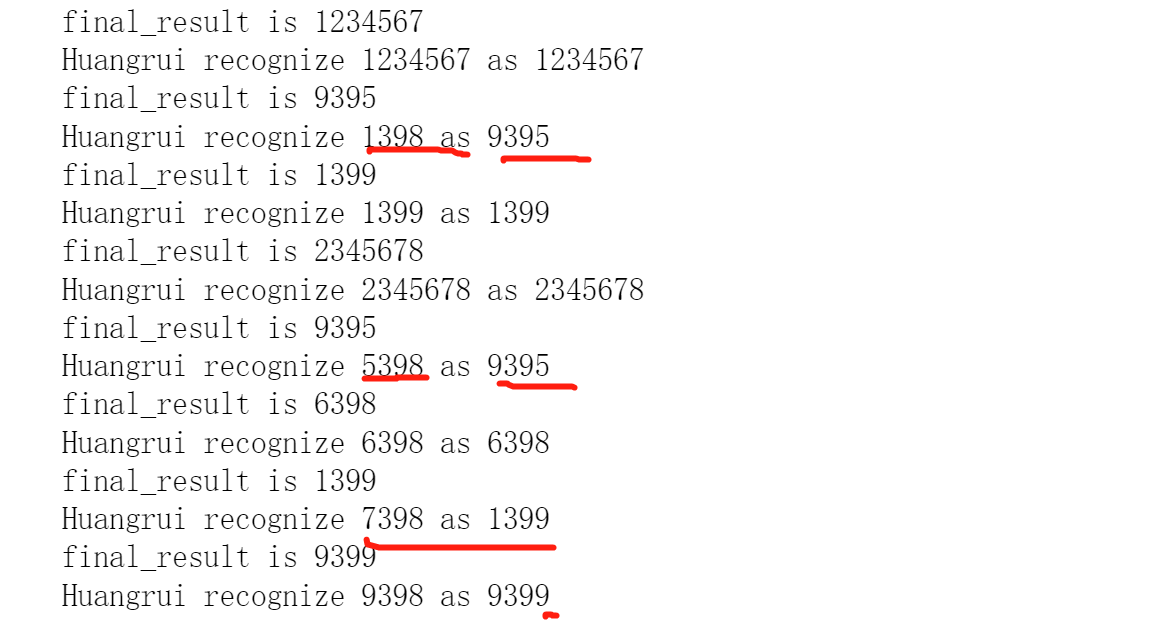 final_result is 1234567
Huangrui recognize 1234567 as 1234567
final_result is 9395
Huangrui recognize 1398 as 9395
final_result is 1399
Huangrui recognize 1399 as 1399
final_result is 2345678
Huangrui recognize 2345678 as 2345678
final_result is 9395
Huangrui recognize 5398 as 9395
final_result is 6398
Huangrui recognize 6398 as 6398
final_result is 1399
Huangrui recognize 7398 as 1399
final_result is 9399
Huangrui recognize 9398 as 9399